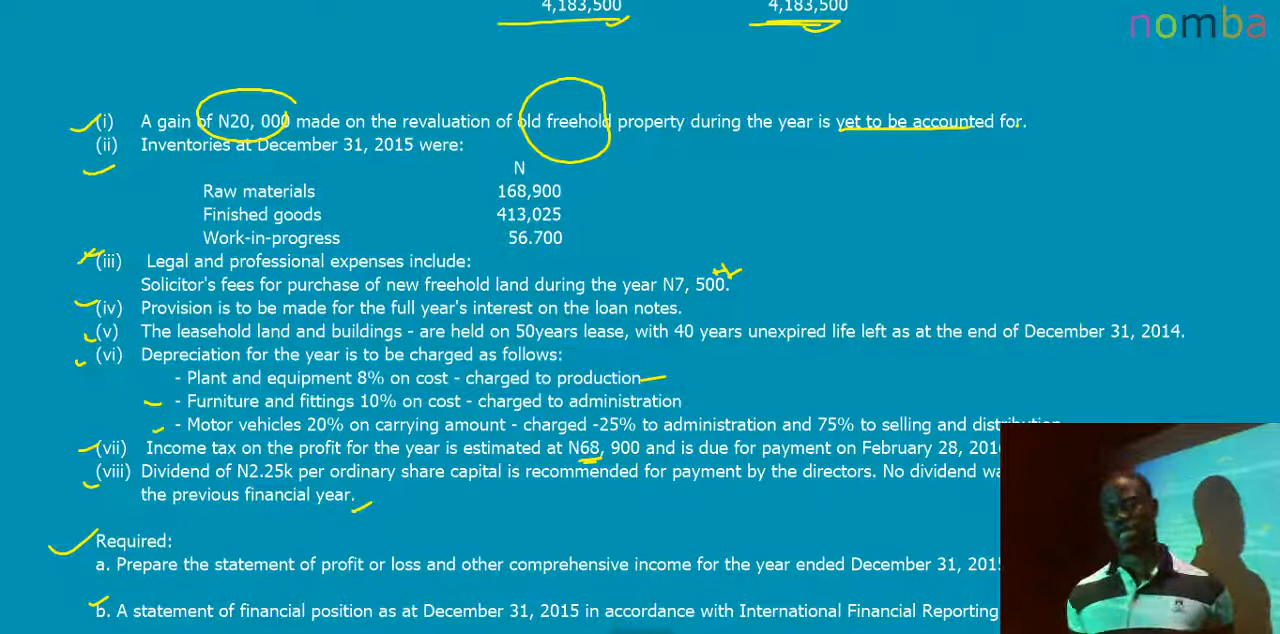 4,183,500 4,183,500
nomba
(i) A gain of N20, 000 made on the revaluation of old freehold property during the year is yet to be accounted for.
(ii) Inventories at December 31, 2015 were:
N
Raw materials 168,900
Finished goods 413,025
Work-in-progress 56.700
(iii) Legal and professional expenses include:
Solicitor's fees for purchase of new freehold land during the year N7, 500.
(iv) Provision is to be made for the full year's interest on the loan notes.
(v) The leasehold land and buildings - are held on 50years lease, with 40 years unexpired life left as at the end of December 31, 2014.
(vi) Depreciation for the year is to be charged as follows:
- Plant and equipment 8% on cost - charged to production
- Furniture and fittings 10% on cost - charged to administration
- Motor vehicles 20% on carrying amount - charged -25% to administration and 75% to selling and distribution
(vii) Income tax on the profit for the year is estimated at N68, 900 and is due for payment on February 28, 201
(viii) Dividend of N2.25k per ordinary share capital is recommended for payment by the directors. No dividend
the previous financial year.
Required:
a. Prepare the statement of profit or loss and other comprehensive income for the year ended December 31, 201
b. A statement of financial position as at December 31, 2015 in accordance with International Financial Reporting